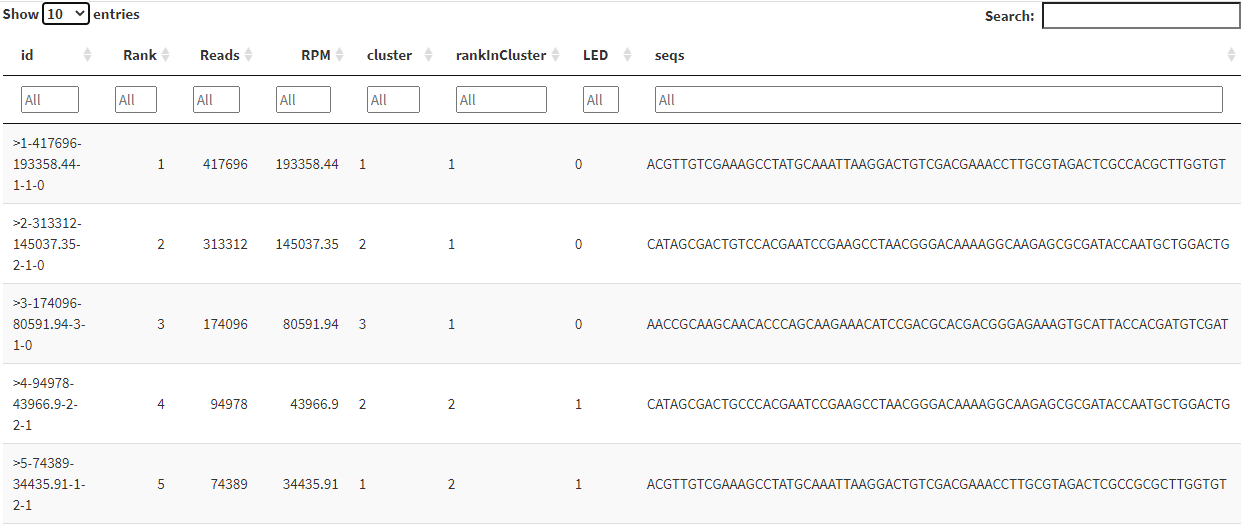 Show 10 entries
Search:
id Rank Reads RPM cluster rankInCluster LED seqs
All All All All All All All All
>1-417696-
193358.44- 1 417696 193358.44 1 1 0 ACGTTGTCGAAAGCCTATGCAAATTAAGGACTGTCGACGAAACCTTGCGTAGACTCGCCACGCTTGGTGT
1-1-0
>2-313312-
145037.35- 2 313312 145037.35 2 1 0 CATAGCGACTGTCCACGAATCCGAAGCCTAACGGGACAAAAGGCAAGAGCGCGATACCAATGCTGGACTG
2-1-0
>3-174096-
80591.94-3- 3 174096 80591.94 3 1 0 AACCGCAAGCAACACCCAGCAAGAAACATCCGACGCACGACGGGAGAAAGTGCATTACCACGATGTCGAT
1-0
>4-94978-
43966.9-2- 4 94978 43966.9 2 2 1 CATAGCGACTGCCCACGAATCCGAAGCCTAACGGGACAAAAGGCAAGAGCGCGATACCAATGCTGGACTG
2-1
>5-74389-
34435.91-1- 5 74389 34435.91 1 2 1 ACGTTGTCGAAAGCCTATGCAAATTAAGGACTGTCGACGAAACCTTGCGTAGACTCGCCGCGCTTGGTGT
2-1